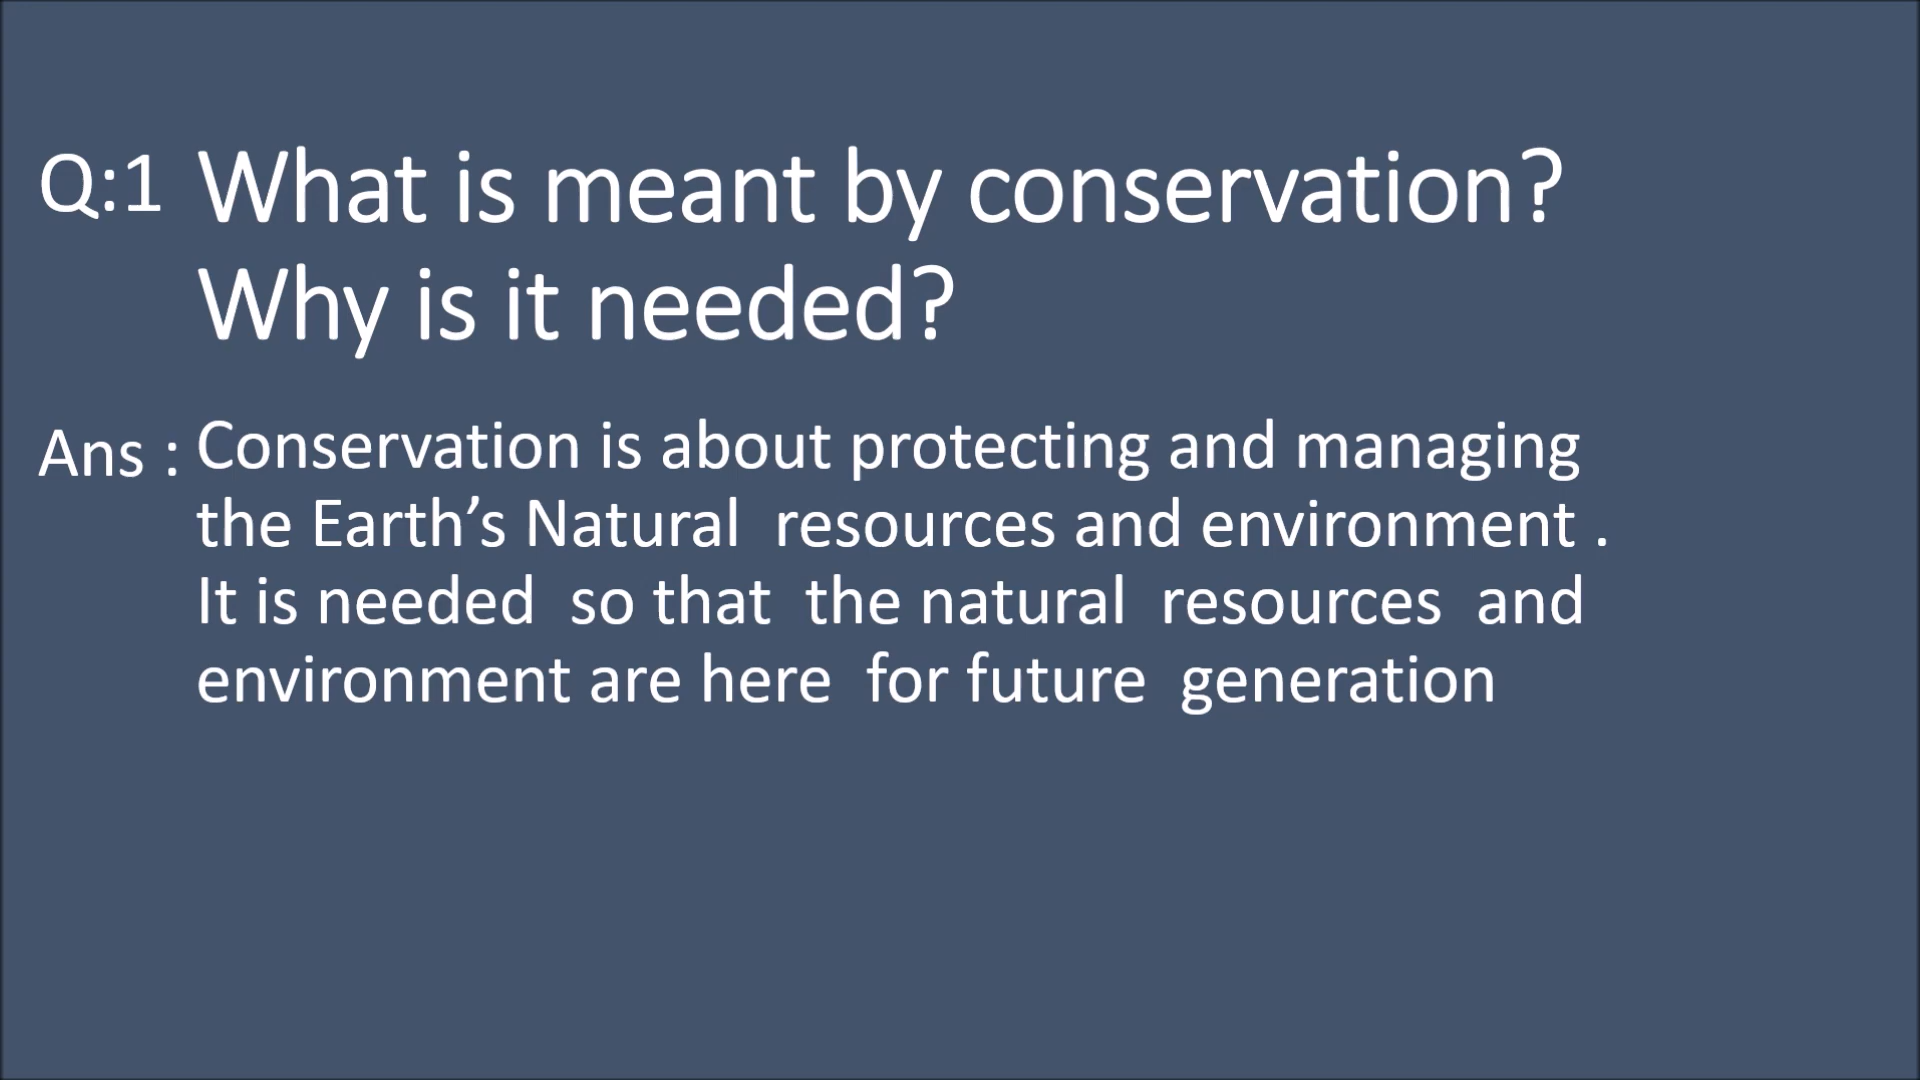 Q:1 What is meant by conservation?
Why is it needed?
Ans : Conservation is about protecting and managing
the Earth’s Natural  resources and environment .
It is needed  so that  the natural  resources  and
environment are here  for future  generation